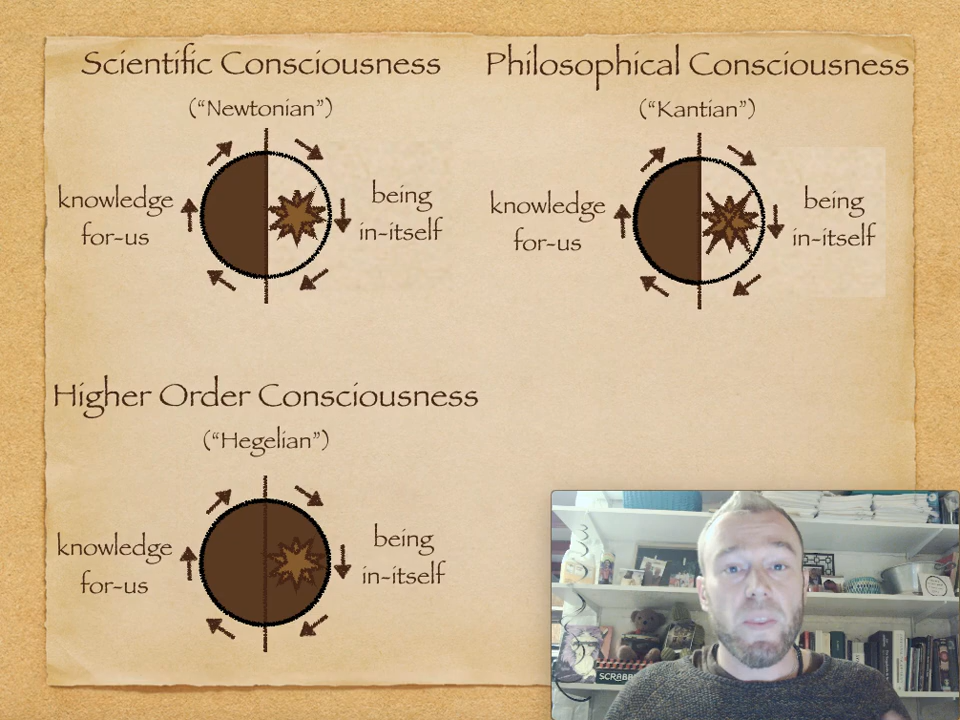 Scientific Consciousness
("Newtonian")
knowledge
for-us
being
in-itself
Philosophical Consciousness
("Kantian")
knowledge
for-us
being
in-itself
Higher Order Consciousness
("Hegelian")
knowledge
for-us
being
in-itself
SCRABB